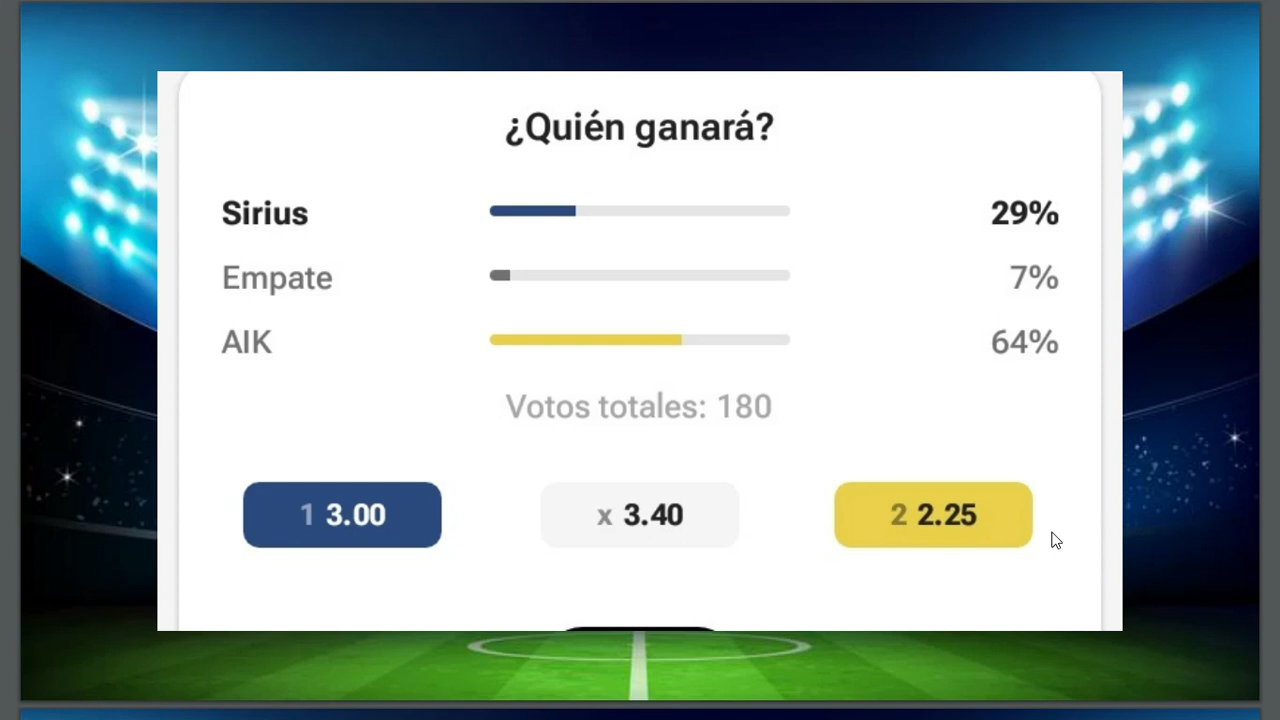 ¿Quién ganará?
Sirius 29%
Empate 7%
AIK 64%
Votos totales: 180
1 3.00 x 3.40 2 2.25